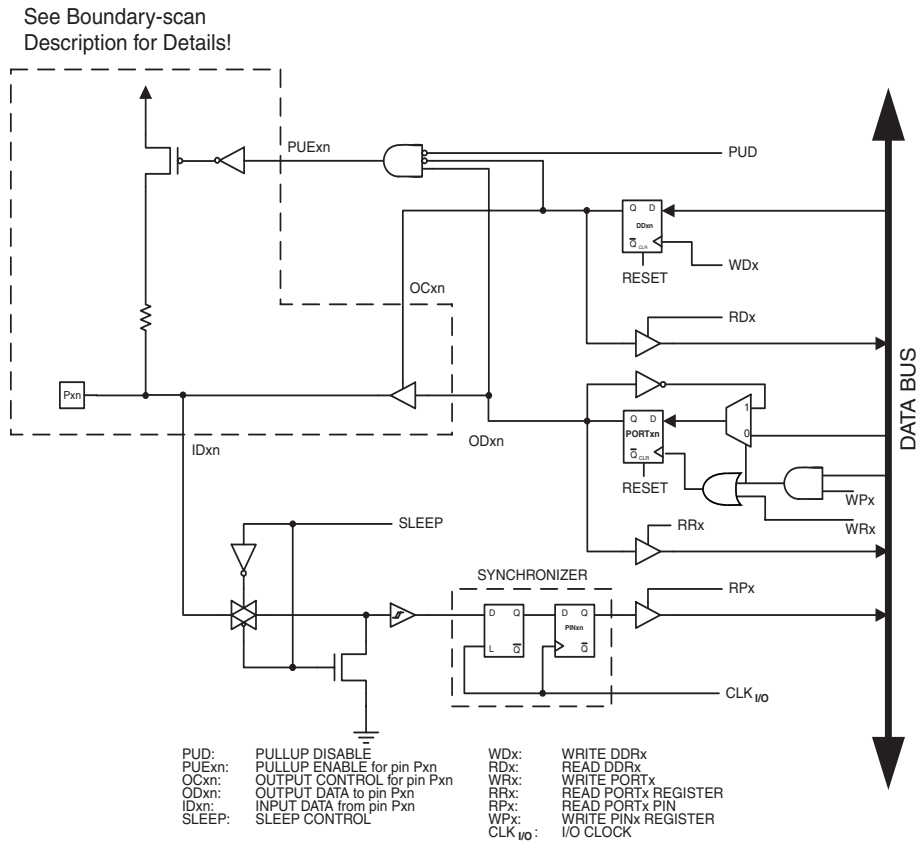 See Boundary-scan
Description for Details!
PUExn
PUD
Q D
DDxn
Q CLR
WDx
RESET
OCxn
RDx
Pxn
ODxn
IDxn
1
0
Q D
PORTxn
Q CLR
RESET
WPx
WRx
RRx
SLEEP
SYNCHRONIZER
RPx
D Q
L Q
D Q
PINxn
Q
CLK I/O
DATA BUS
PUD: PULLUP DISABLE
PUExn: PULLUP ENABLE for pin Pxn
OCxn: OUTPUT CONTROL for pin Pxn
ODxn: OUTPUT DATA to pin Pxn
IDxn: INPUT DATA from pin Pxn
SLEEP: SLEEP CONTROL
WDx: WRITE DDRx
RDx: READ DDRx
WRx: WRITE PORTx
RRx: READ PORTx REGISTER
RPx: READ PORTx PIN
WPx: WRITE PINx REGISTER
CLK I/O: I/O CLOCK